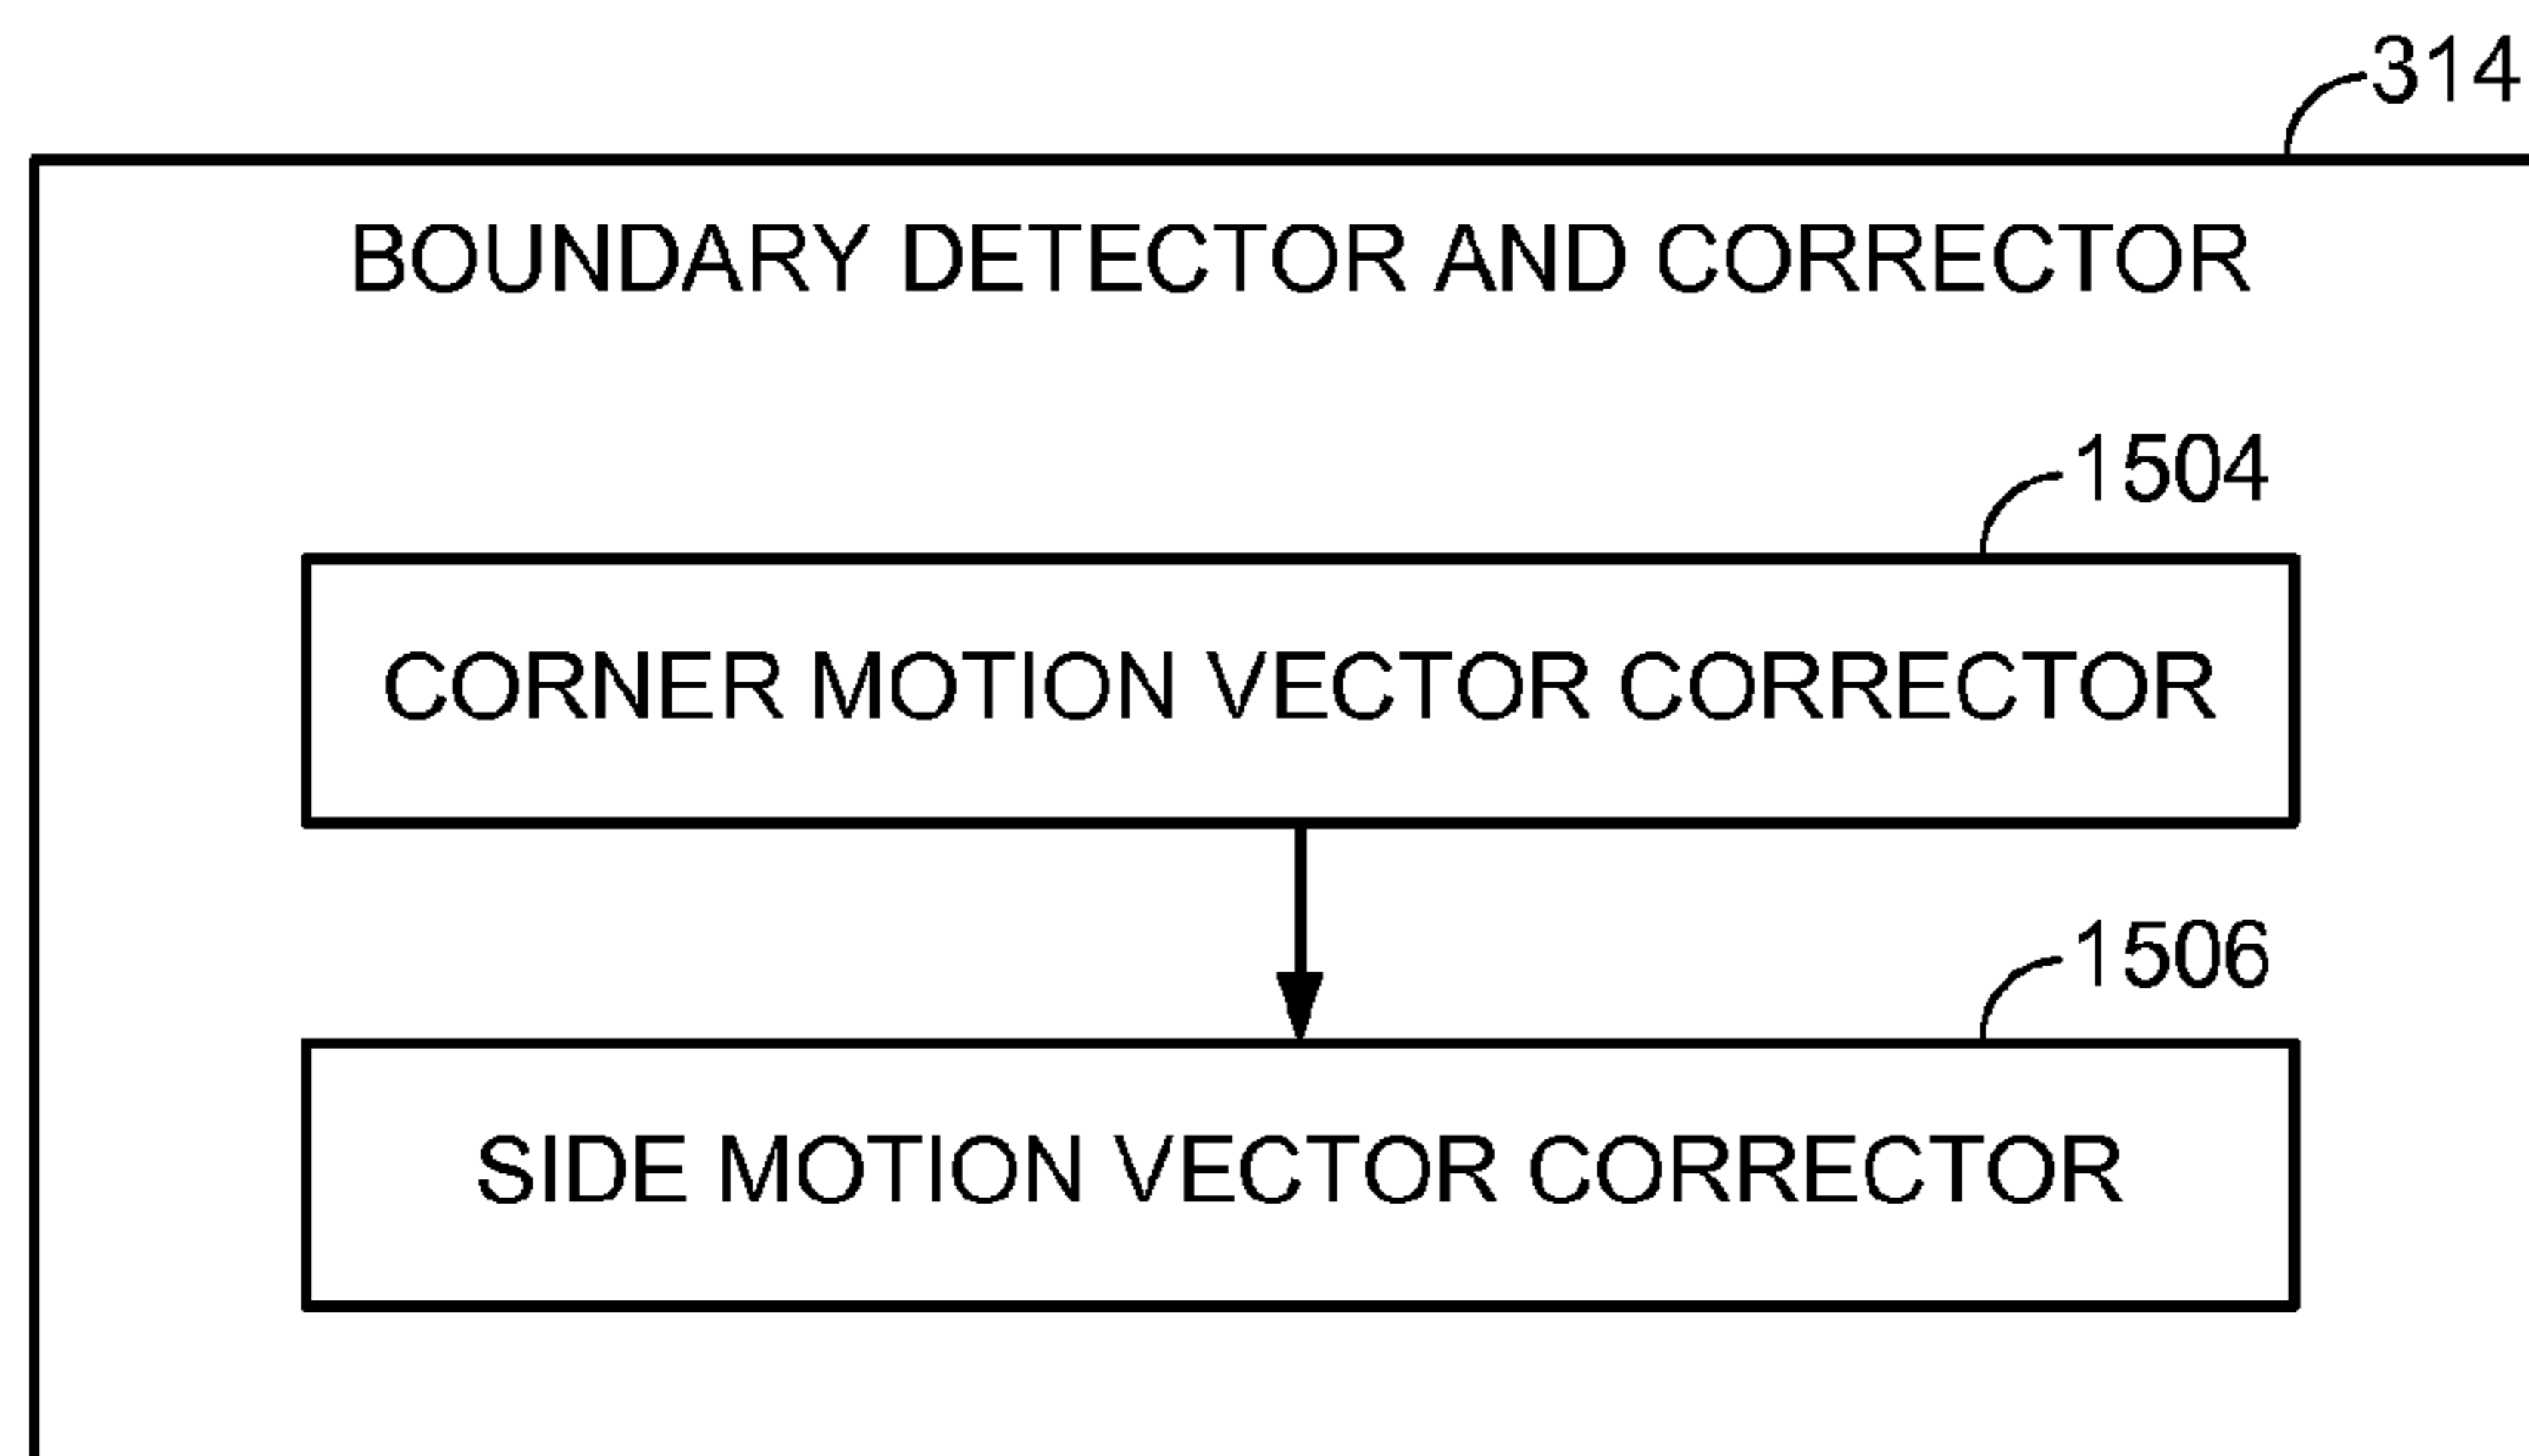 314
BOUNDARY DETECTOR AND CORRECTOR
1504
CORNER MOTION VECTOR CORRECTOR
1506
SIDE MOTION VECTOR CORRECTOR